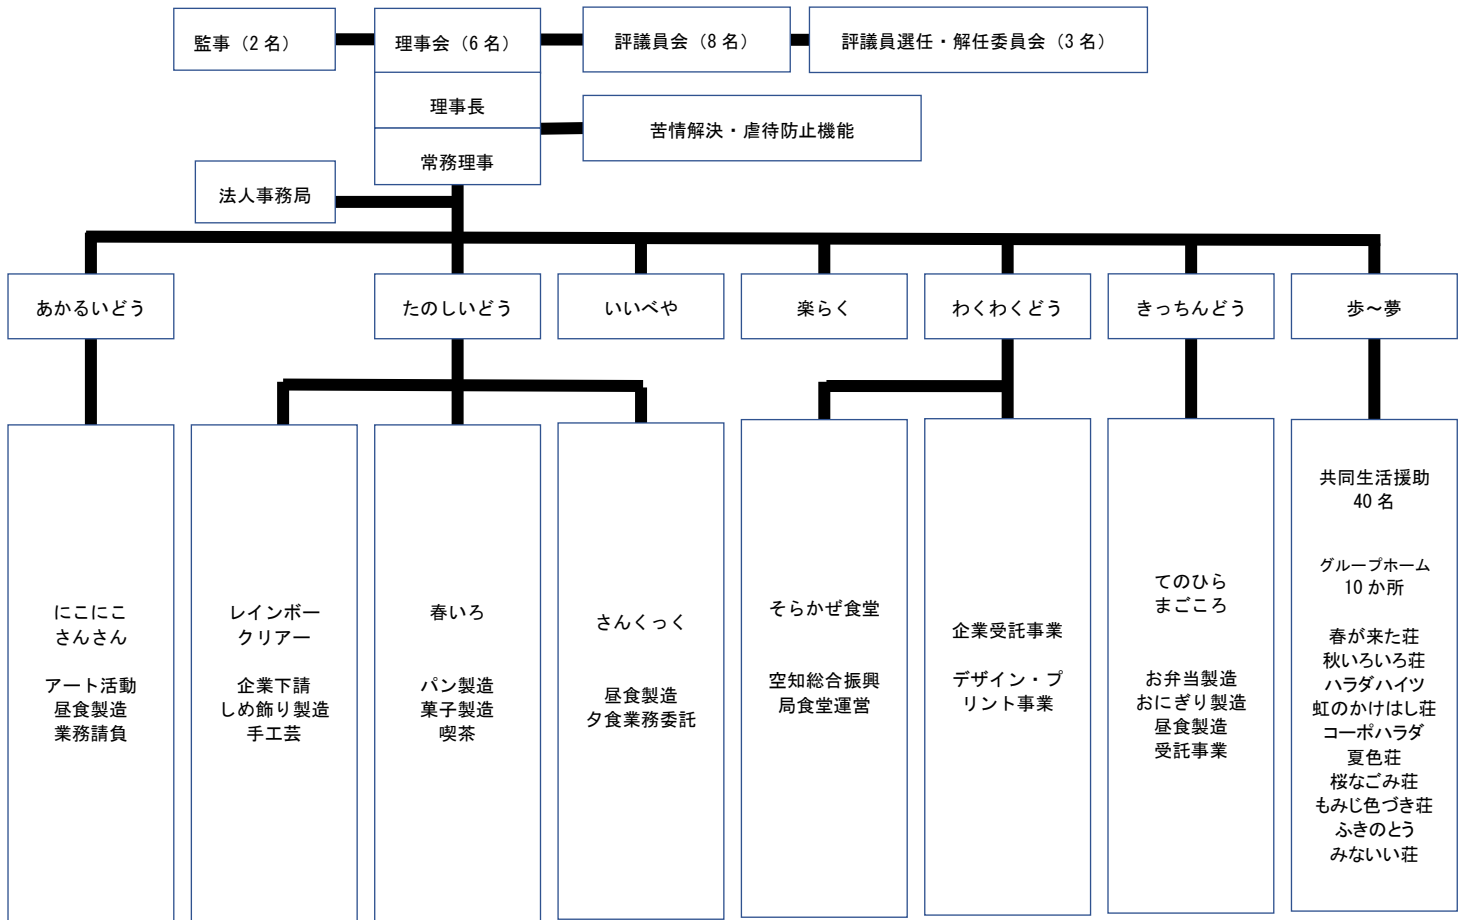 監事（2 名）
理事会（6 名）
評議員会（8 名）
評議員選任・解任委員会（3 名）
理事長
苦情解決・虐待防止機能
常務理事
法人事務局
あかるいどう
たのしいどう
いいべや
楽らく
わくわくどう
きっちんどう
歩～夢
にこにこ
さんさん
アート活動
昼食製造
業務請負
レインボー
クリアー
企業下請
しめ飾り製造
手工芸
春いろ
パン製造
菓子製造
喫茶
さんくっく
昼食製造
夕食業務委託
そらかぜ食堂
空知総合振興
局食堂運営
企業受託事業
デザイン・プ
リント事業
てのひら
まごころ
お弁当製造
おにぎり製造
昼食製造
受託事業
共同生活援助
40 名
グループホーム
10 か所
春が来た荘
秋いろいろ荘
ハラダハイツ
虹のかけはし荘
コーポハラダ
夏色荘
桜なごみ荘
もみじ色づき荘
ふきのとう
みないい荘